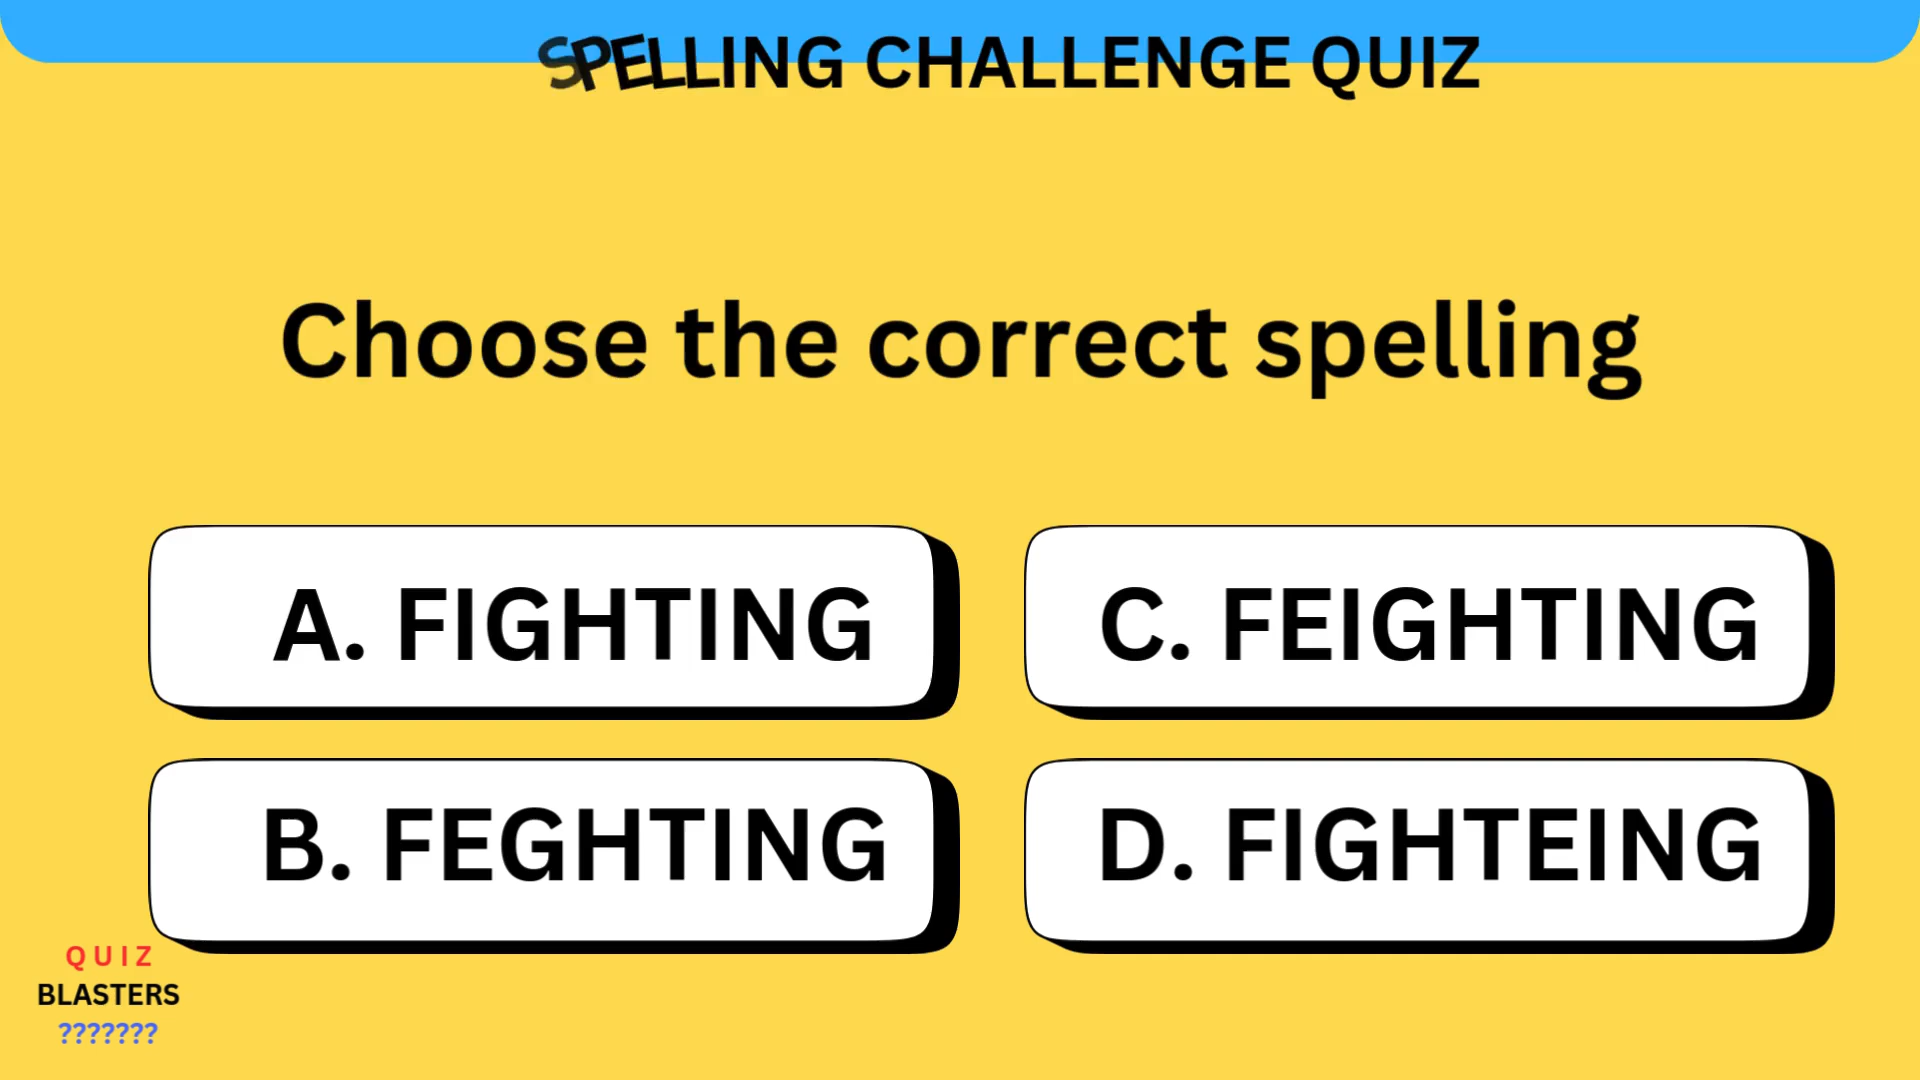 SPELLING CHALLENGE QUIZ
Choose the correct spelling
A. FIGHTING
C. FEIGHTING
B. FEGHTING
D. FIGHTEING
QUIZ
BLASTERS
???????